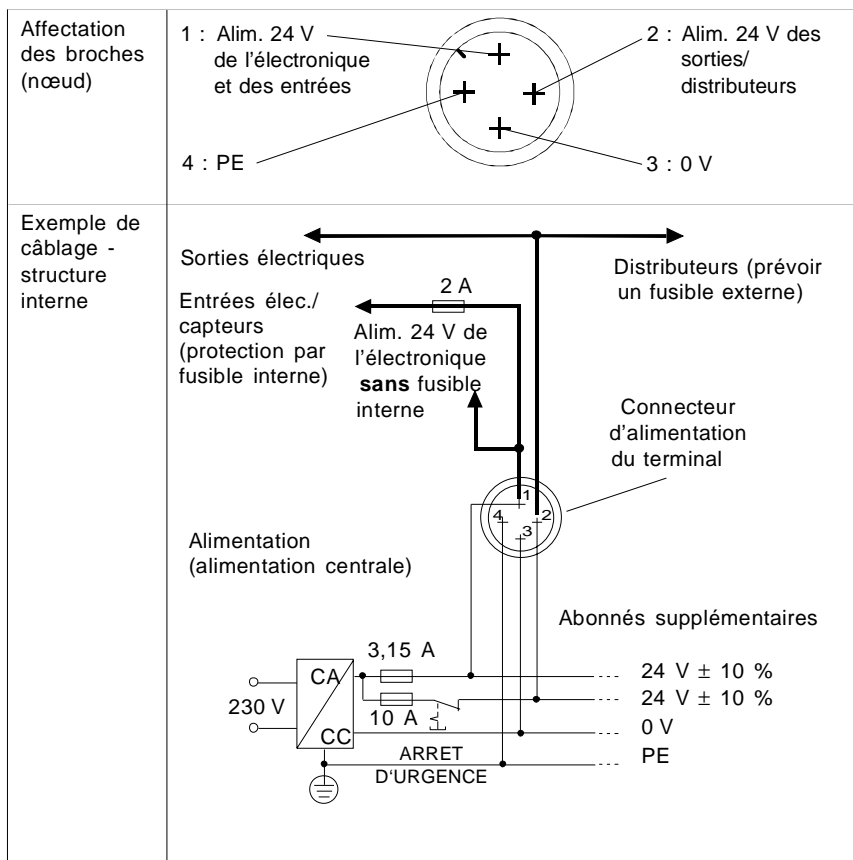 Affectation
des broches
(nœud)
1 : Alim. 24 V
de l'électronique
et des entrées
2 : Alim. 24 V des
sorties/
distributeurs
4 : PE
3 : 0 V
Exemple de
câblage -
structure
interne
Sorties électriques
Distributeurs (prévoir
un fusible externe)
2 A
Entrées élec./
capteurs
(protection par
fusible interne)
Alim. 24 V de
l'électronique
sans fusible
interne
Connecteur
d'alimentation
du terminal
1
4
2
3
Alimentation
(alimentation centrale)
Abonnés supplémentaires
3,15 A
CA
24 V ± 10 %
24 V ± 10 %
230 V
10 A
0 V
CC
ARRET
D'URGENCE
PE